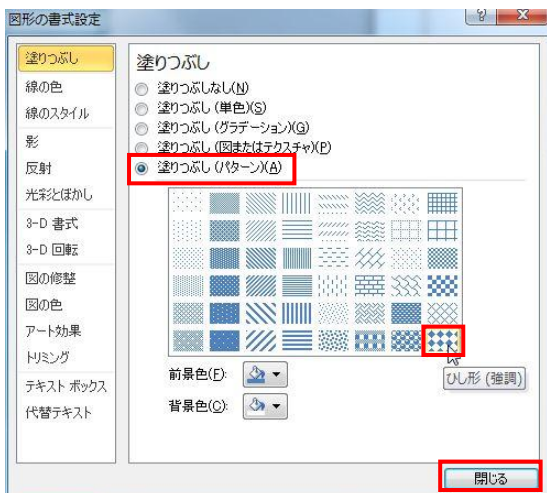 図形の書式設定
?
塗りつぶし
線の色
線のスタイル
影
反射
光彩とぼかし
3-D 書式
3-D 回転
図の修整
図の色
アート効果
トリミング
テキスト ボックス
代替テキスト
塗りつぶし
塗りつぶしなし(N)
塗りつぶし (単色)(S)
塗りつぶし (グラデーション)(G)
塗りつぶし (図またはテクスチャ)(P)
塗りつぶし (パターン)(A)
前景色(F):
背景色(C):
ひし形 (強調)
閉じる